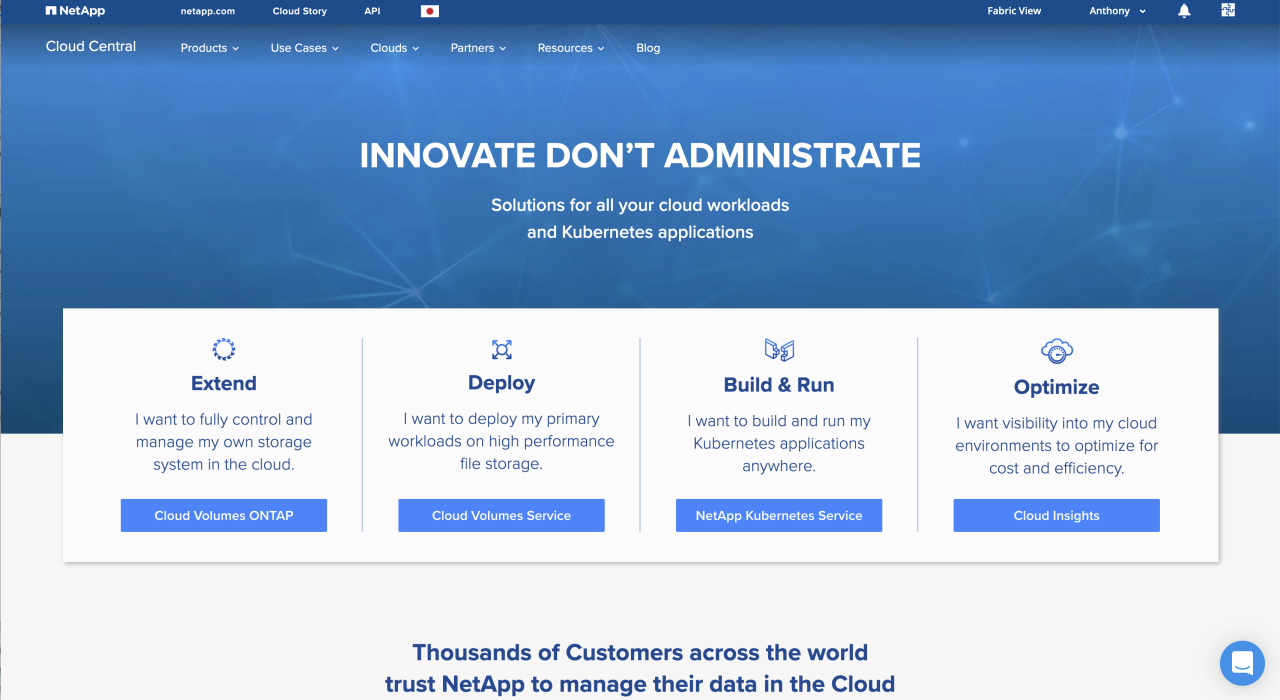 NetApp
netapp.com
Cloud Story
API
Fabric View
Anthony
Cloud Central
Products
Use Cases
Clouds
Partners
Resources
Blog
INNOVATE DON’T ADMINISTRATE
Solutions for all your cloud workloads
and Kubernetes applications
Extend
I want to fully control and
manage my own storage
system in the cloud.
Cloud Volumes ONTAP
Deploy
I want to deploy my primary
workloads on high performance
file storage.
Cloud Volumes Service
Build & Run
I want to build and run my
Kubernetes applications
anywhere.
NetApp Kubernetes Service
Optimize
I want visibility into my cloud
environments to optimize for
cost and efficiency.
Cloud Insights
Thousands of Customers across the world
trust NetApp to manage their data in the Cloud